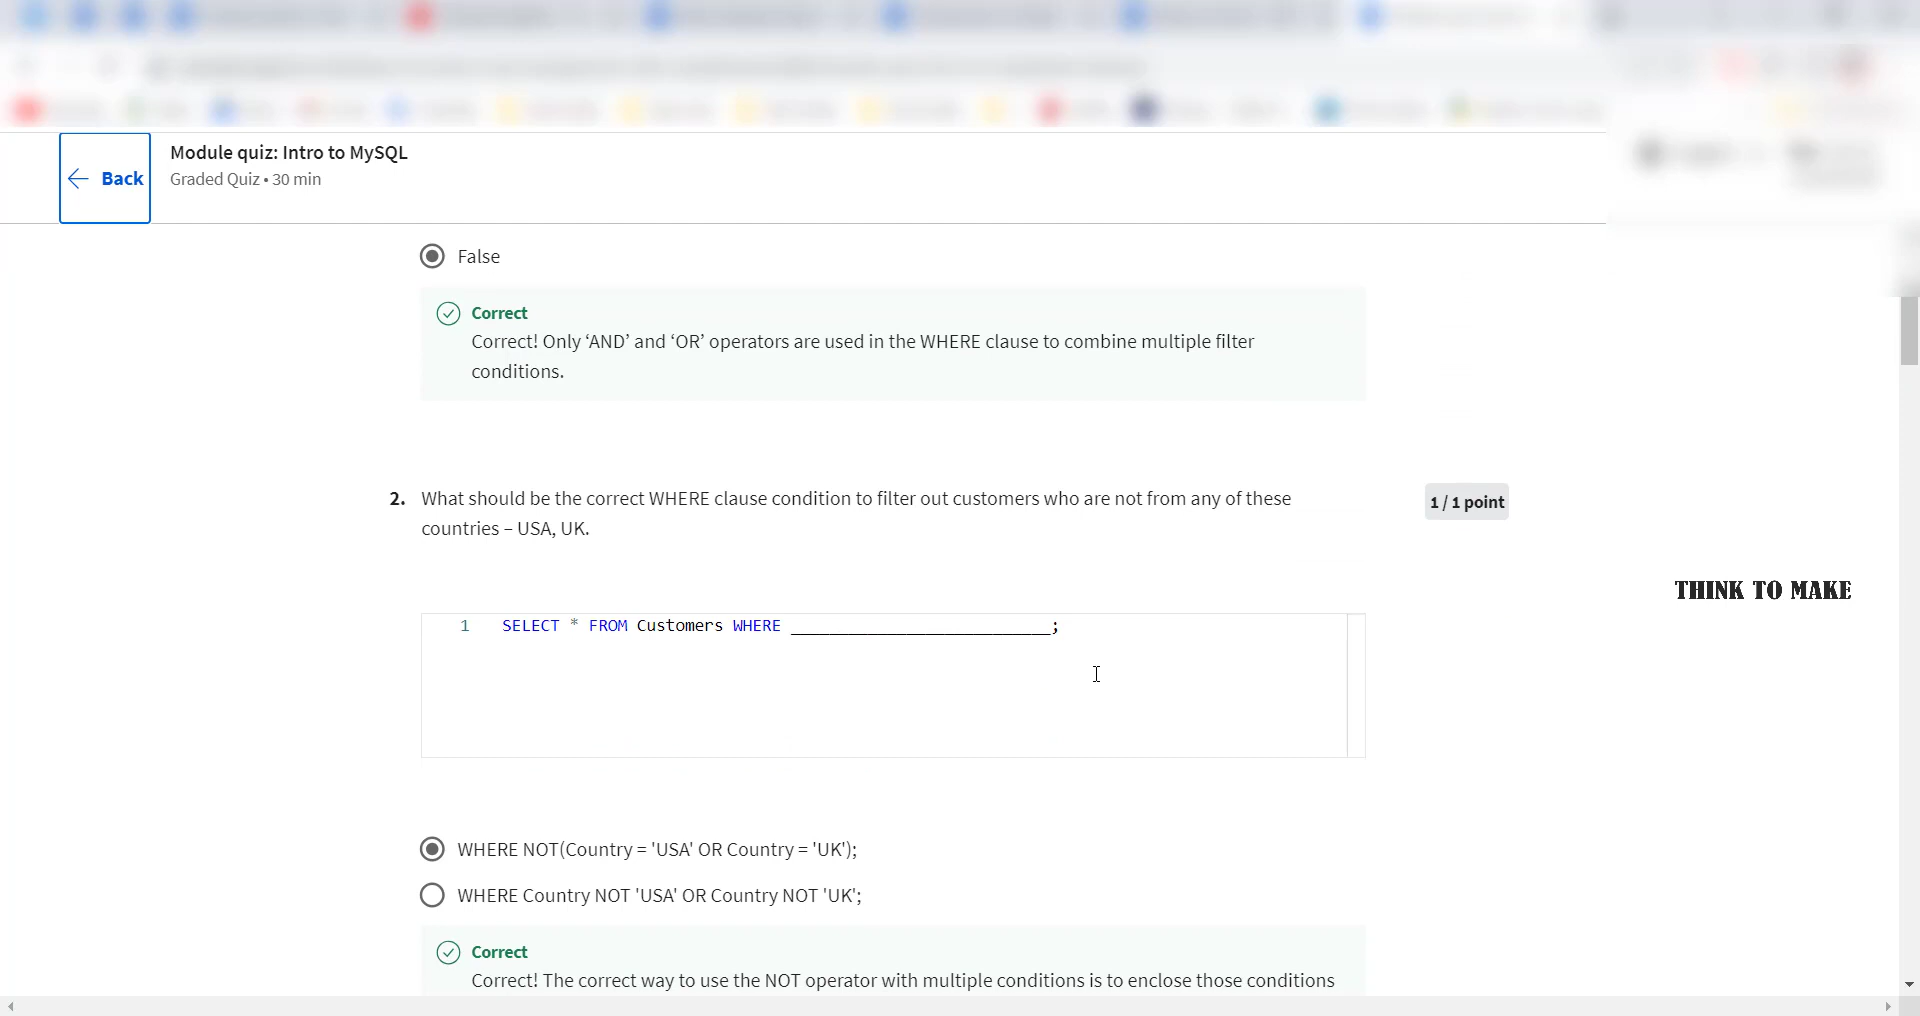 Module quiz: Intro to MySQL
Back
Graded Quiz • 30 min
False
Correct
Correct! Only ‘AND’ and ‘OR’ operators are used in the WHERE clause to combine multiple filter
conditions.
2. What should be the correct WHERE clause condition to filter out customers who are not from any of these
countries – USA, UK.
1 / 1 point
THINK TO MAKE
1 SELECT * FROM Customers WHERE ___________________________;
WHERE NOT(Country = 'USA' OR Country = 'UK');
WHERE Country NOT 'USA' OR Country NOT 'UK';
Correct
Correct! The correct way to use the NOT operator with multiple conditions is to enclose those conditions